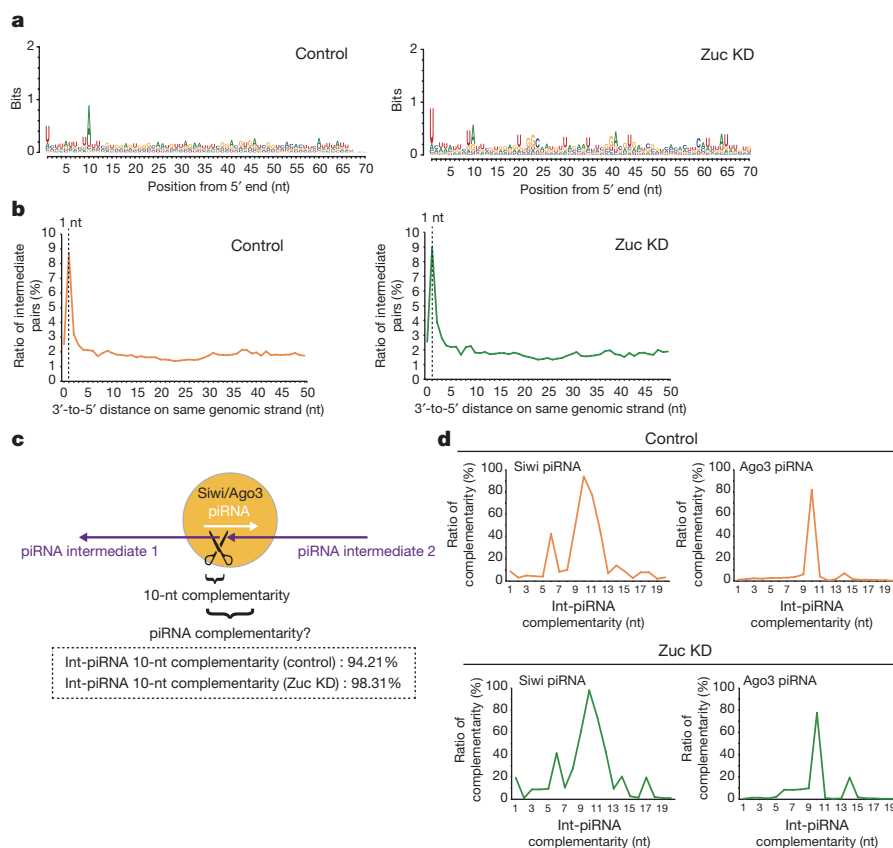 a
Control
2
1
0
Bits
5 10 15 20 25 30 35 40 45 50 55 60 65 70
Position from 5′ end (nt)
Zuc KD
2
1
0
Bits
5 10 15 20 25 30 35 40 45 50 55 60 65 70
Position from 5′ end (nt)
b
1 nt
Control
10
9
8
7
6
5
4
3
2
1
0
Ratio of intermediate
pairs (%)
0 5 10 15 20 25 30 35 40 45 50
3′-to-5′ distance on same genomic strand (nt)
1 nt
Zuc KD
10
9
8
7
6
5
4
3
2
1
0
Ratio of intermediate
pairs (%)
0 5 10 15 20 25 30 35 40 45 50
3′-to-5′ distance on same genomic strand (nt)
c
Siwi/Ago3
piRNA
piRNA intermediate 1
piRNA intermediate 2
10-nt complementarity
piRNA complementarity?
Int-piRNA 10-nt complementarity (control) : 94.21%
Int-piRNA 10-nt complementarity (Zuc KD) : 98.31%
d
Control
Siwi piRNA
100
80
60
40
20
0
Ratio of
complementarity (%)
1 3 5 7 9 11 13 15 17 19
Int-piRNA
complementarity (nt)
Ago3 piRNA
100
80
60
40
20
0
Ratio of
complementarity (%)
1 3 5 7 9 11 13 15 17 19
Int-piRNA
complementarity (nt)
Zuc KD
Siwi piRNA
100
80
60
40
20
0
Ratio of
complementarity (%)
1 3 5 7 9 11 13 15 17 19
Int-piRNA
complementarity (nt)
Ago3 piRNA
100
80
60
40
20
0
Ratio of
complementarity (%)
1 3 5 7 9 11 13 15 17 19
Int-piRNA
complementarity (nt)